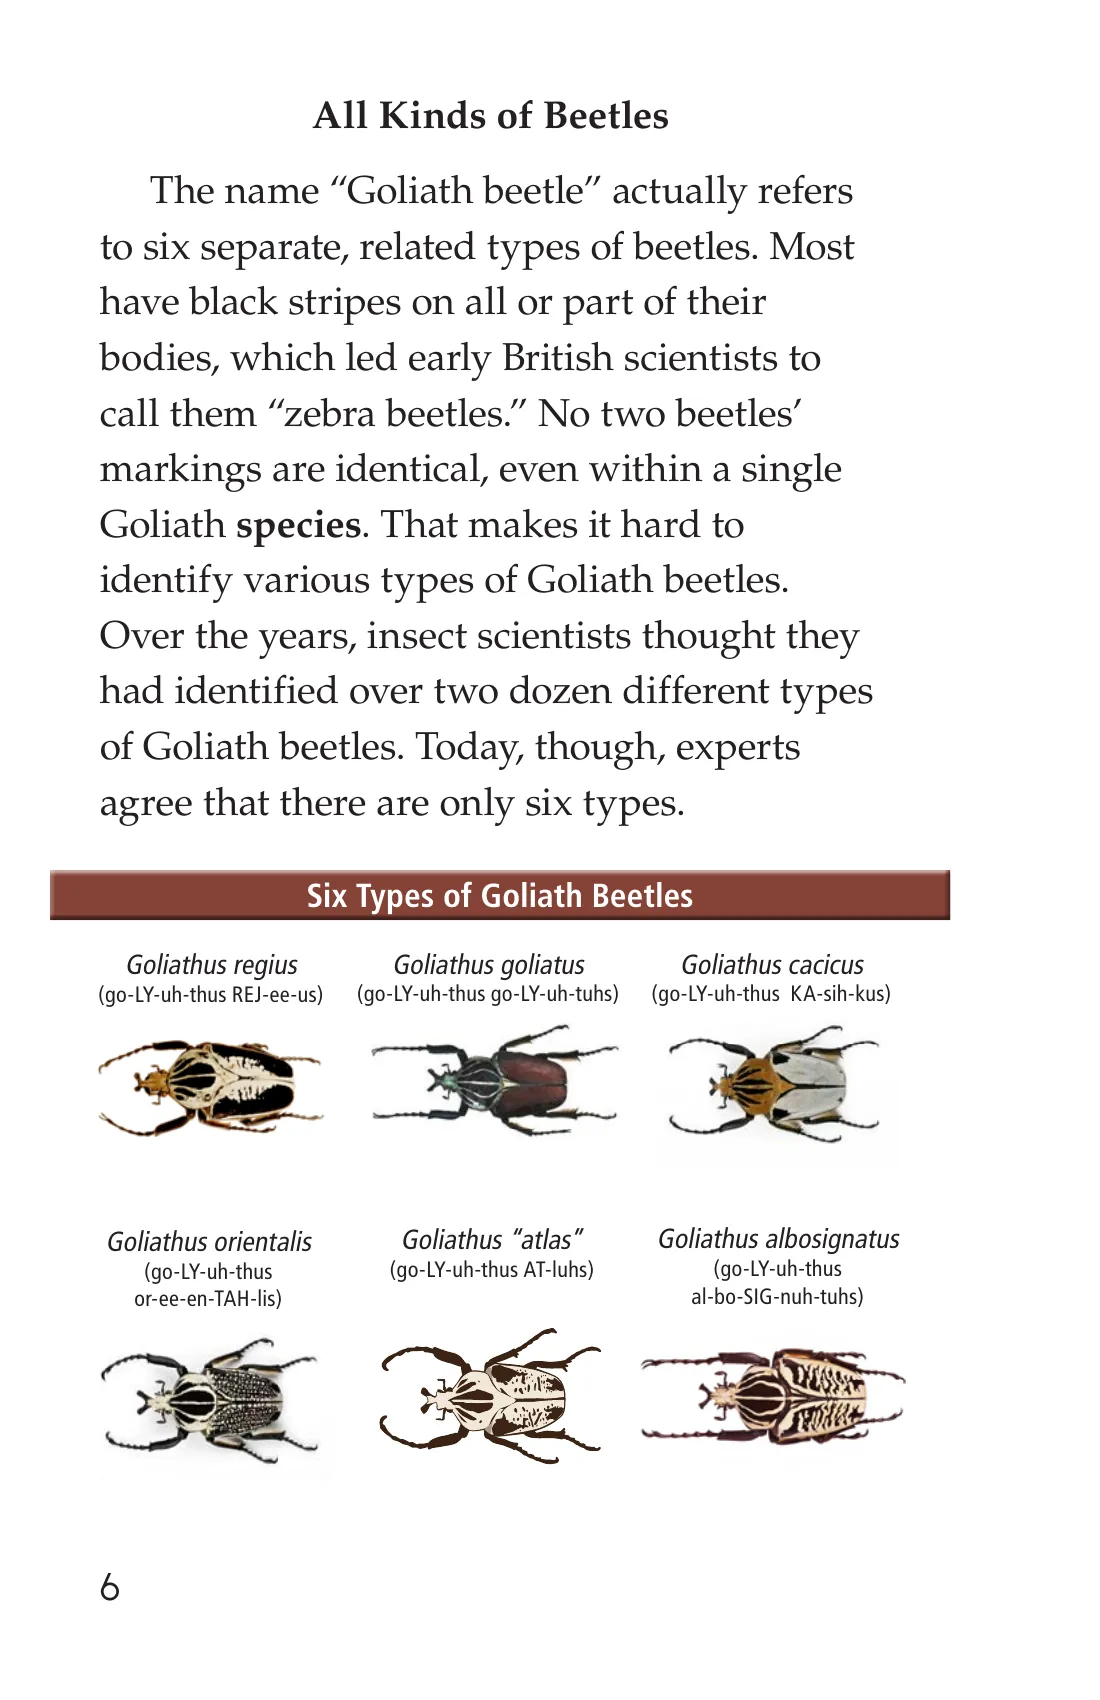 All Kinds of Beetles
The name “Goliath beetle” actually refers
to six separate, related types of beetles. Most
have black stripes on all or part of their
bodies, which led early British scientists to
call them “zebra beetles.” No two beetles’
markings are identical, even within a single
Goliath species. That makes it hard to
identify various types of Goliath beetles.
Over the years, insect scientists thought they
had identified over two dozen different types
of Goliath beetles. Today, though, experts
agree that there are only six types.
Six Types of Goliath Beetles
Goliathus regius
(go-LY-uh-thus REJ-ee-us)
Goliathus goliatus
(go-LY-uh-thus go-LY-uh-tuhs)
Goliathus cacicus
(go-LY-uh-thus KA-sih-kus)
Goliathus orientalis
(go-LY-uh-thus
or-ee-en-TAH-lis)
Goliathus “atlas”
(go-LY-uh-thus AT-luhs)
Goliathus albosignatus
(go-LY-uh-thus
al-bo-SIG-nuh-tuhs)
6